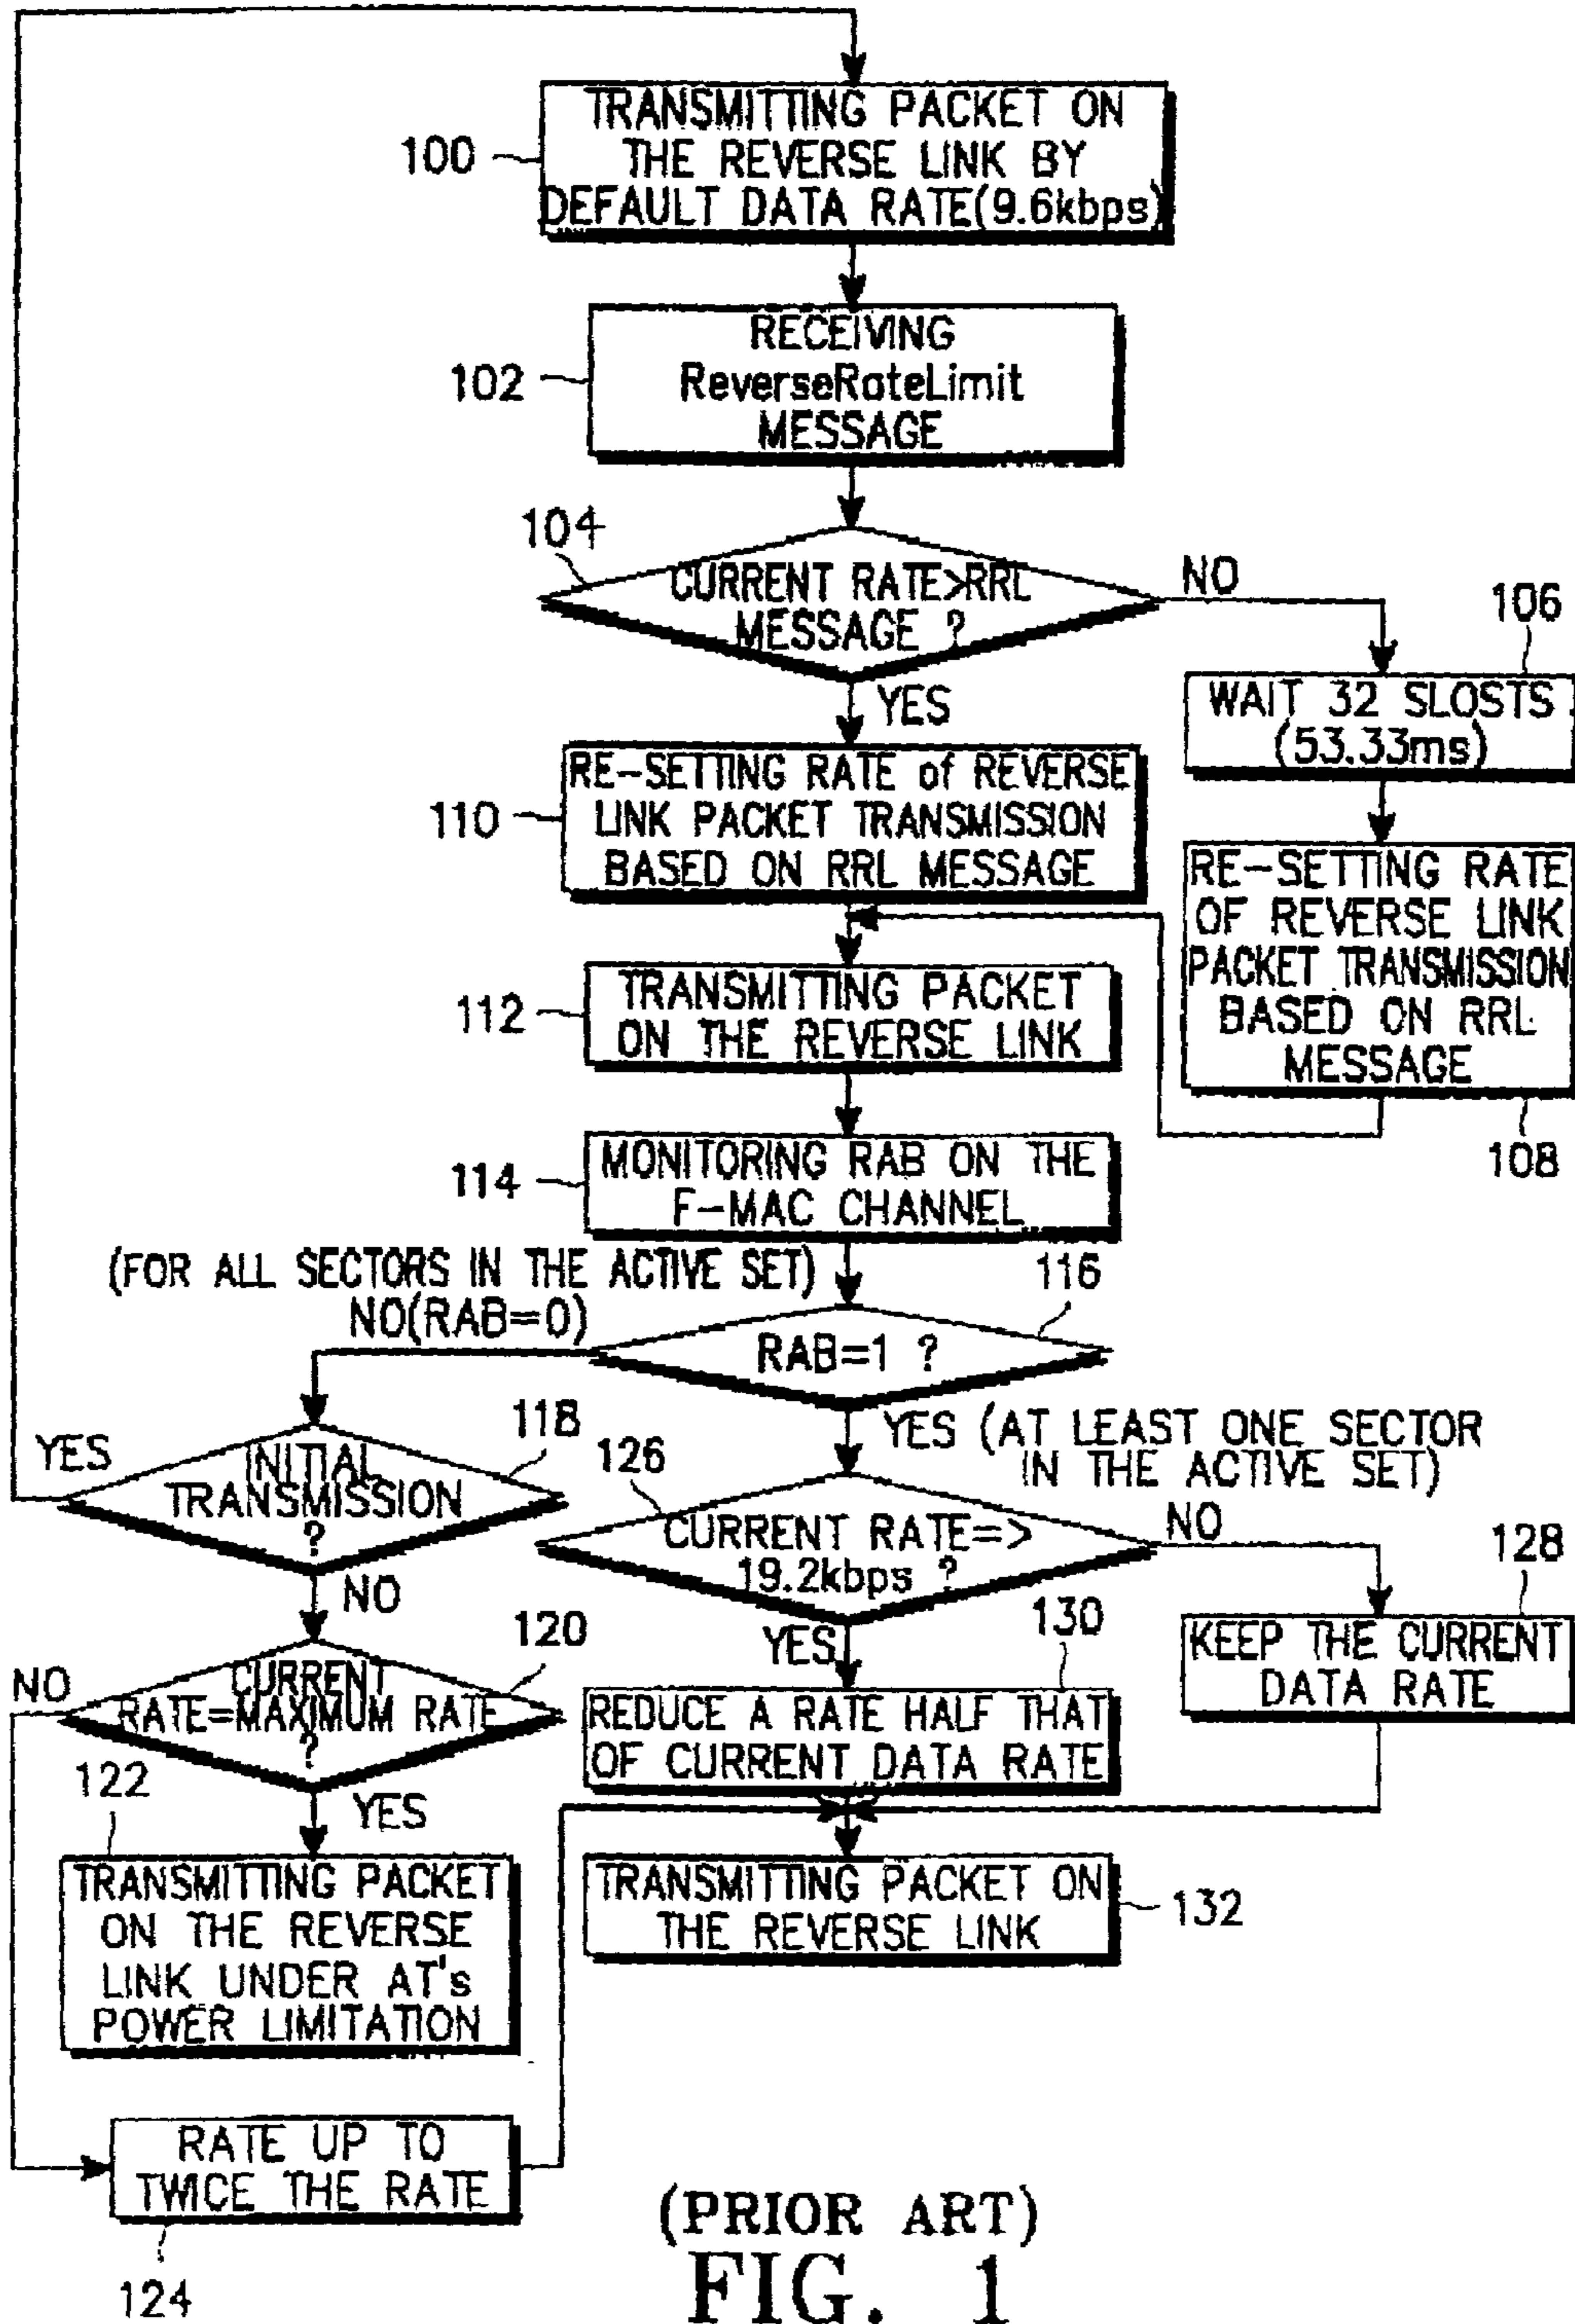 TRANSMITTING PACKET ON
THE REVERSE LINK BY
DEFAULT DATA RATE(9.6kbps)
100
RECEIVING
ReverseRateLimit
MESSAGE
102
104
CURRENT RATE>RRL
MESSAGE ?
NO
YES
106
WAIT 32 SLOSTS
(53.33ms)
RE-SETTING RATE of REVERSE
LINK PACKET TRANSMISSION
BASED ON RRL MESSAGE
110
RE-SETTING RATE
OF REVERSE LINK
PACKET TRANSMISSION
BASED ON RRL
MESSAGE
108
TRANSMITTING PACKET
ON THE REVERSE LINK
112
MONITORING RAB ON THE
F-MAC CHANNEL
114
(FOR ALL SECTORS IN THE ACTIVE SET)
NO(RAB=0)
116
RAB=1 ?
YES (AT LEAST ONE SECTOR
IN THE ACTIVE SET)
YES
118
INITIAL
TRANSMISSION
?
NO
126
CURRENT RATE=>
19.2kbps ?
NO
YES
128
KEEP THE CURRENT
DATA RATE
130
REDUCE A RATE HALF THAT
OF CURRENT DATA RATE
120
CURRENT
RATE=MAXIMUM RATE
?
NO
YES
122
TRANSMITTING PACKET
ON THE REVERSE
LINK UNDER AT's
POWER LIMITATION
TRANSMITTING PACKET ON
THE REVERSE LINK
132
RATE UP TO
TWICE THE RATE
124
(PRIOR ART)
FIG. 1